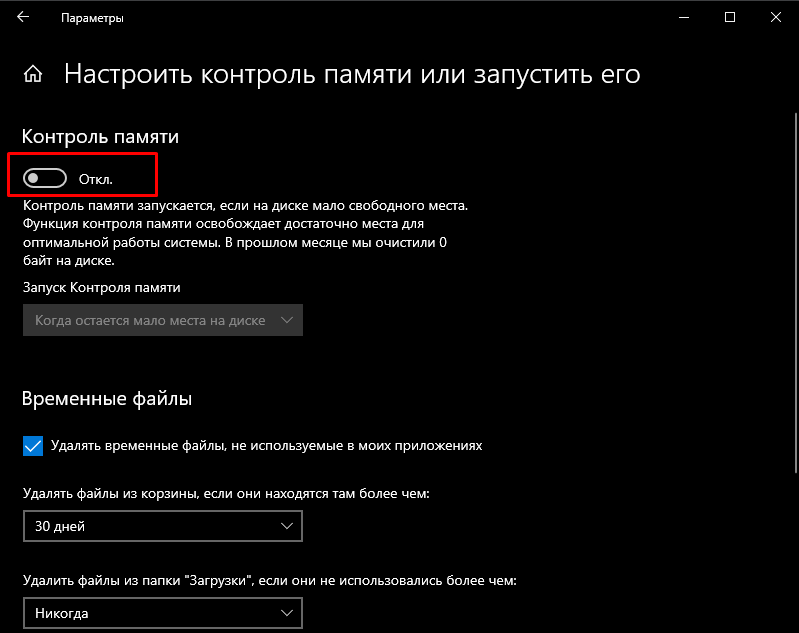 Параметры
Настроить контроль памяти или запустить его
Контроль памяти
Откл.
Контроль памяти запускается, если на диске мало свободного места.
Функция контроля памяти освобождает достаточно места для
оптимальной работы системы. В прошлом месяце мы очистили 0
байт на диске.
Запуск Контроля памяти
Когда остается мало места на диске
Временные файлы
Удалять временные файлы, не используемые в моих приложениях
Удалять файлы из корзины, если они находятся там более чем:
30 дней
Удалить файлы из папки "Загрузки", если они не использовались более чем:
Никогда